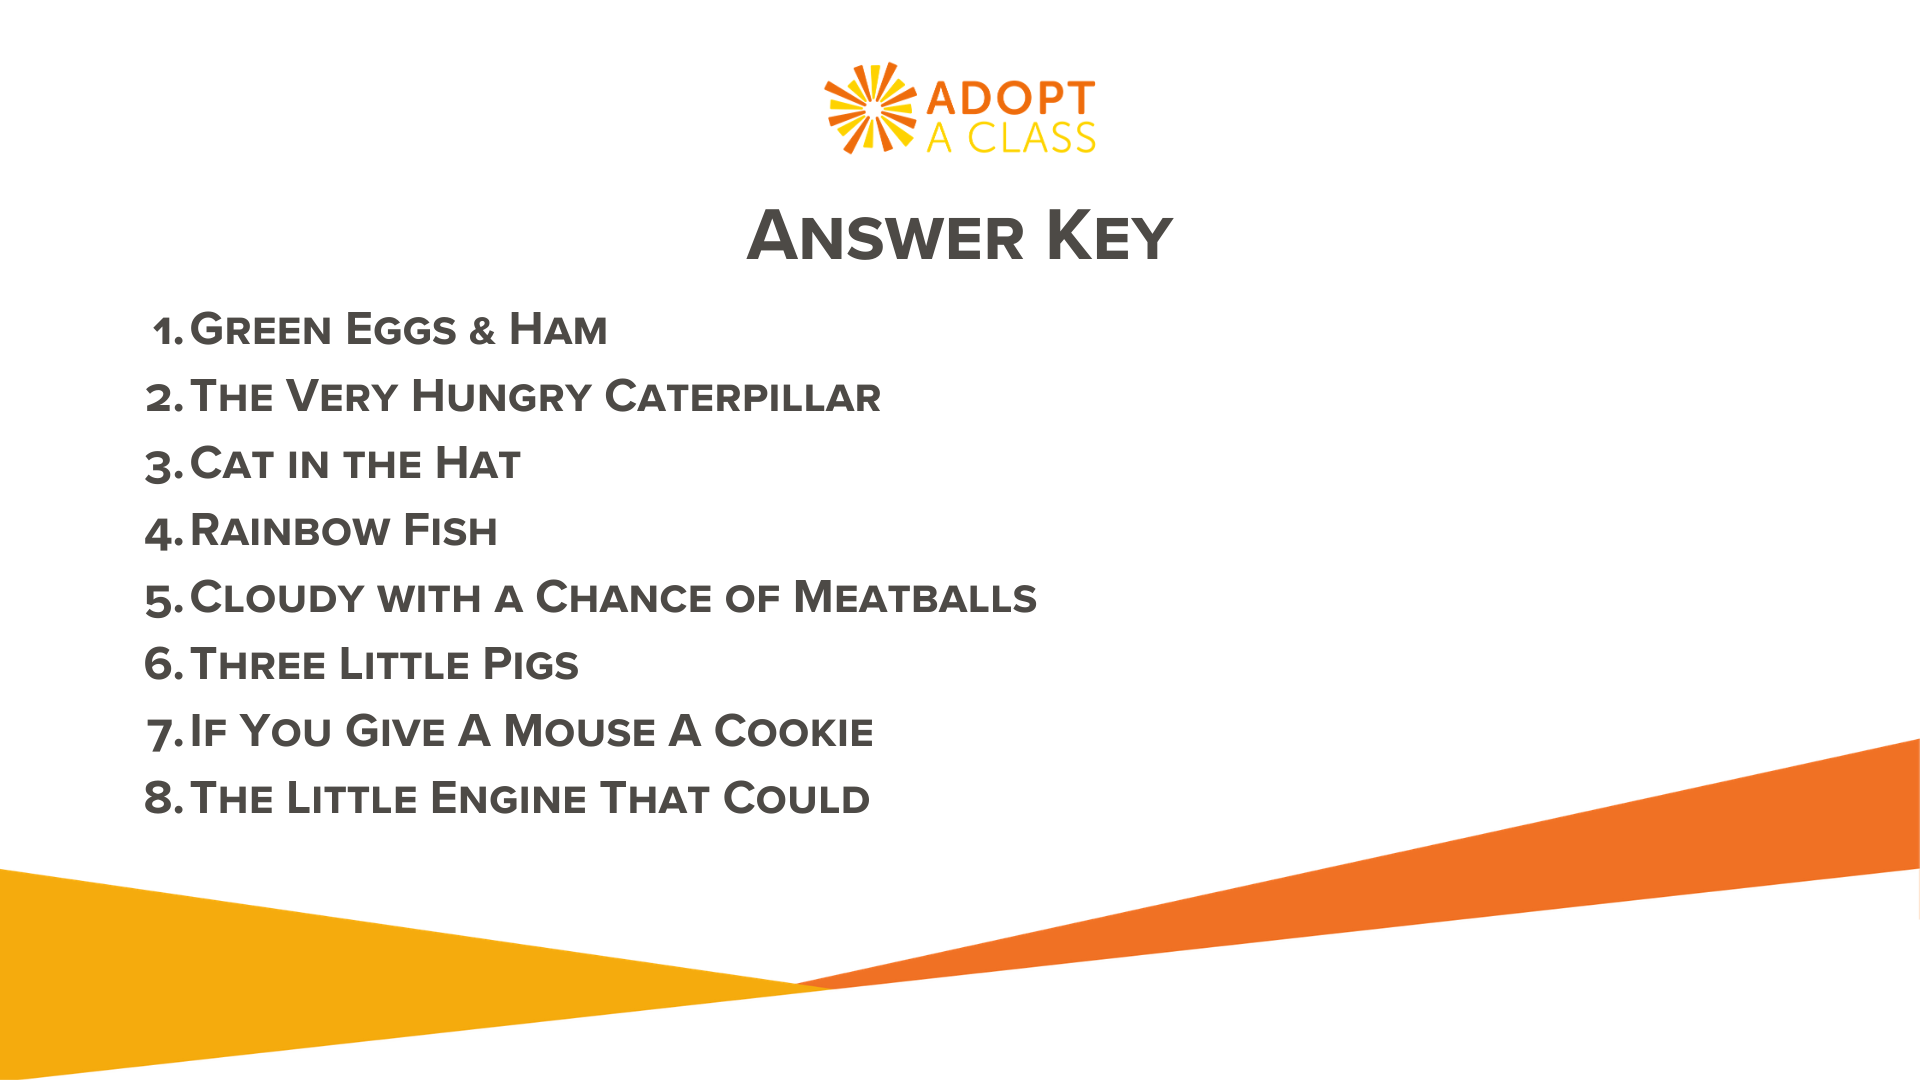 ADOPT
A CLASS
Answer Key
1. Green Eggs & Ham
2. The Very Hungry Caterpillar
3. Cat in the Hat
4. Rainbow Fish
5. Cloudy with a Chance of Meatballs
6. Three Little Pigs
7. If You Give A Mouse A Cookie
8. The Little Engine That Could